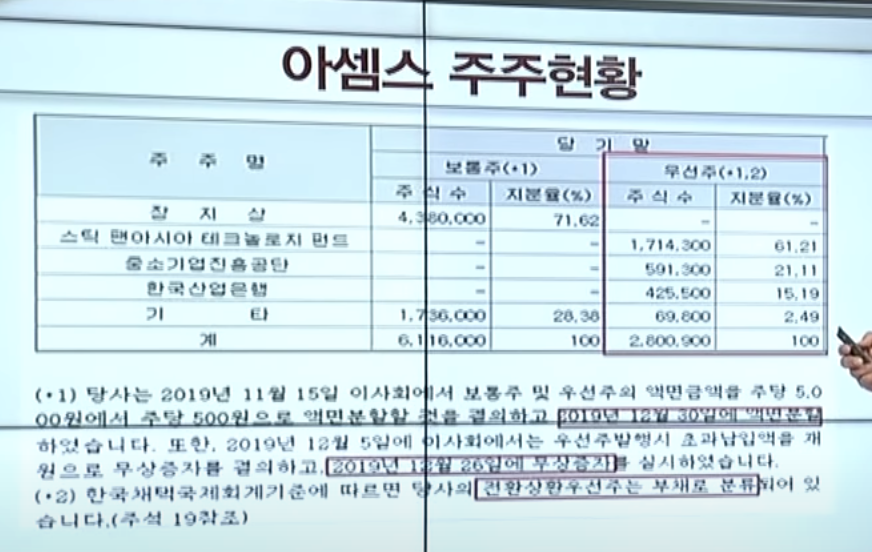 아셈스 주주현황
주 주 명 당 기 말
보통주(*1) 우선주(*1,2)
주 식 수 지분율(%) 주 식 수 지분율(%)
장 지 상 4,380,000 71.62 - -
스틱 팬아시아 테크놀로지 펀드 - - 1,714,300 61.21
중소기업진흥공단 - - 591,300 21.11
한국산업은행 - - 425,500 15.19
기 타 1,736,000 28.38 69,800 2.49
계 6,116,000 100 2,800,900 100
(*1) 당사는 2019년 11월 15일 이사회에서 보통주 및 우선주의 액면금액을 주당 5,0
00원에서 주당 500원으로 액면분할할 것을 결의하고 2019년 12월 30일에 액면분할
하였습니다. 또한, 2019년 12월 5일에 이사회에서는 우선주발행시 초과납입액을 재
원으로 무상증자를 결의하고, 2019년 12월 26일에 무상증자를 실시하였습니다.
(*2) 한국채택국제회계기준에 따르면 당사의 전환상환우선주는 부채로 분류되어 있
습니다.(주석 19참조)